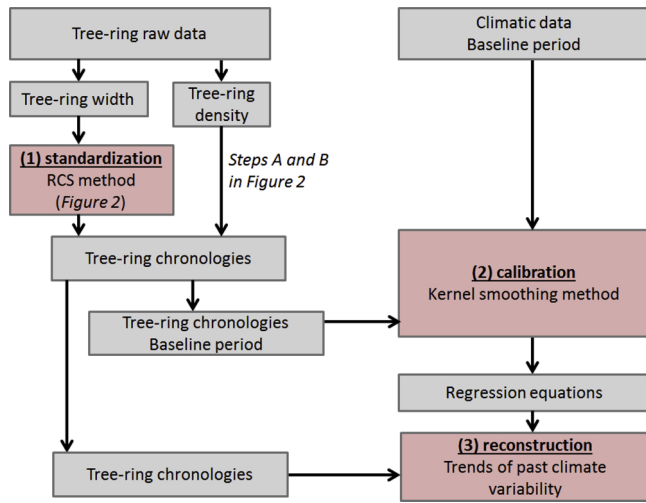 Tree-ring raw data
Climatic data
Baseline period
Tree-ring width
Tree-ring
density
(1) standardization
RCS method
(Figure 2)
Steps A and B
in Figure 2
Tree-ring chronologies
(2) calibration
Kernel smoothing method
Tree-ring chronologies
Baseline period
Regression equations
(3) reconstruction
Trends of past climate
variability
Tree-ring chronologies